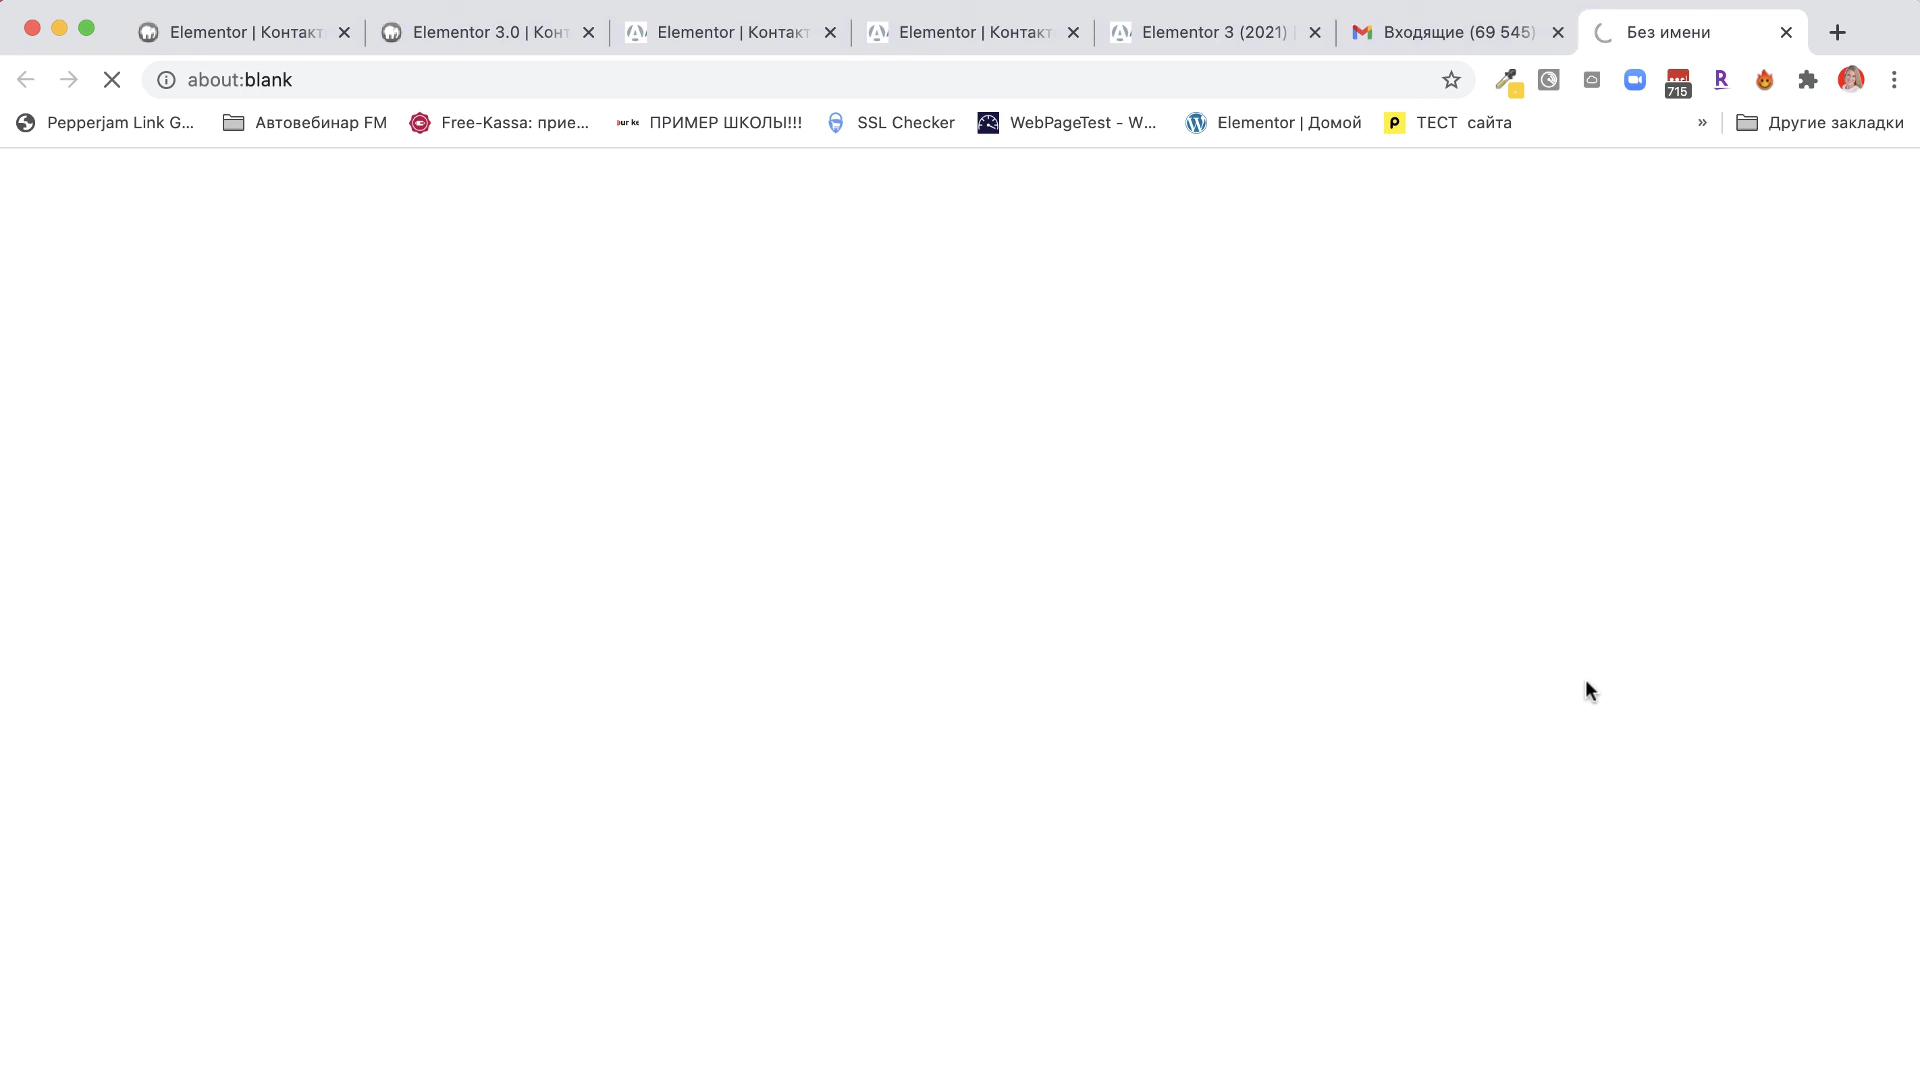 Elementor | Контакт
Elementor 3.0 | Конт
Elementor | Контакт
Elementor | Контакт
Elementor 3 (2021) |
Входящие (69 545)
Без имени
about:blank
715
Pepperjam Link G...
Автовебинар FM
Free-Kassa: прие...
ПРИМЕР ШКОЛЫ!!!
SSL Checker
WebPageTest - W...
Elementor | Домой
ТЕСТ сайта
»
Другие закладки